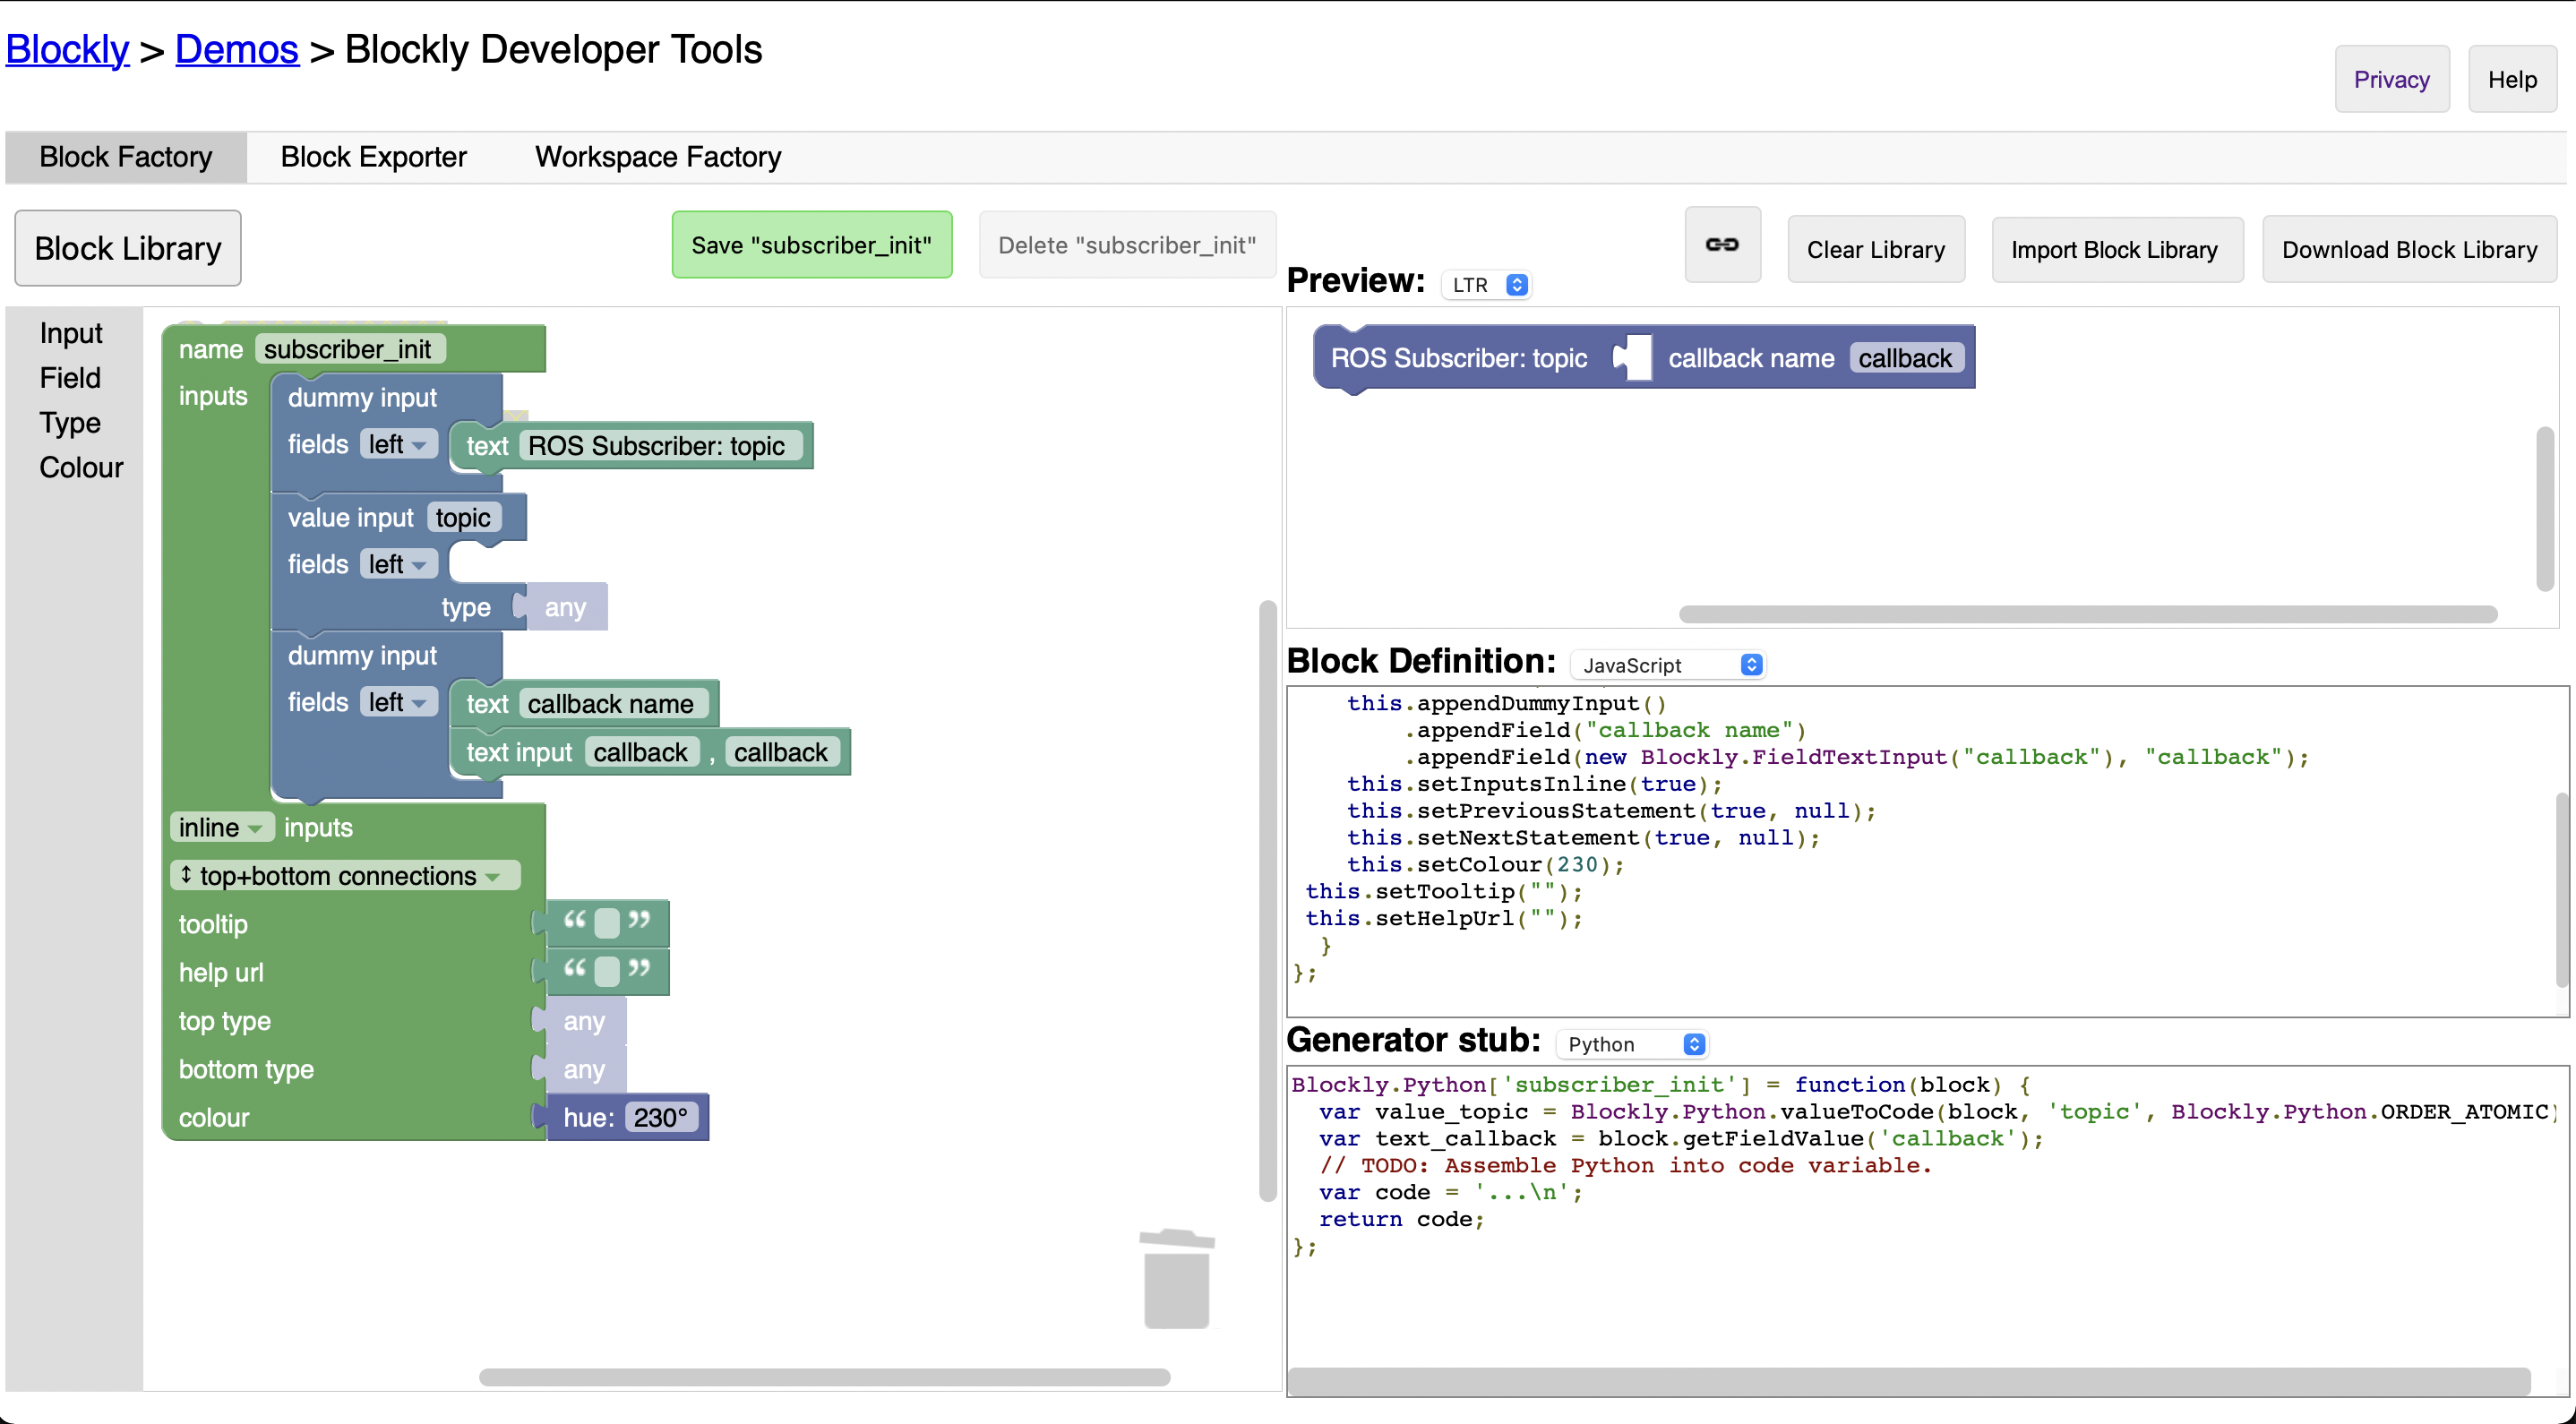 Blockly > Demos > Blockly Developer Tools
Privacy
Help
Block Factory
Block Exporter
Workspace Factory
Block Library
Save "subscriber_init"
Delete "subscriber_init"
Clear Library
Import Block Library
Download Block Library
Input
Field
Type
Colour
name subscriber_init
inputs
dummy input
fields left text ROS Subscriber: topic
value input topic
fields left
type any
dummy input
fields left text callback name
text input callback , callback
inline inputs
↕ top+bottom connections
tooltip “ ”
help url “ ”
top type any
bottom type any
colour hue: 230°
Preview: LTR
ROS Subscriber: topic callback name callback
Block Definition: JavaScript
this.appendDummyInput()
.appendField("callback name")
.appendField(new Blockly.FieldTextInput("callback"), "callback");
this.setInputsInline(true);
this.setPreviousStatement(true, null);
this.setNextStatement(true, null);
this.setColour(230);
this.setTooltip("");
this.setHelpUrl("");
}
};
Generator stub: Python
Blockly.Python['subscriber_init'] = function(block) {
var value_topic = Blockly.Python.valueToCode(block, 'topic', Blockly.Python.ORDER_ATOMIC)
var text_callback = block.getFieldValue('callback');
// TODO: Assemble Python into code variable.
var code = '...\n';
return code;
};